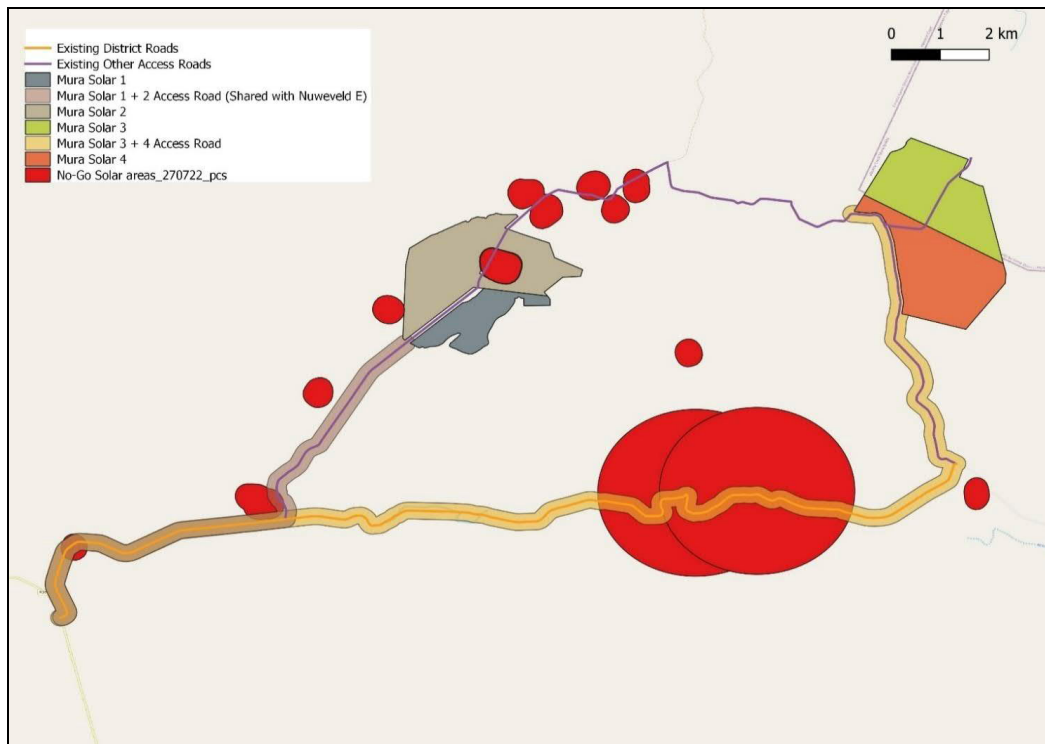 Existing District Roads
Existing Other Access Roads
Mura Solar 1
Mura Solar 1 + 2 Access Road (Shared with Nuweveld E)
Mura Solar 2
Mura Solar 3
Mura Solar 3 + 4 Access Road
Mura Solar 4
No-Go Solar areas_270722_pcs
0 1 2 km